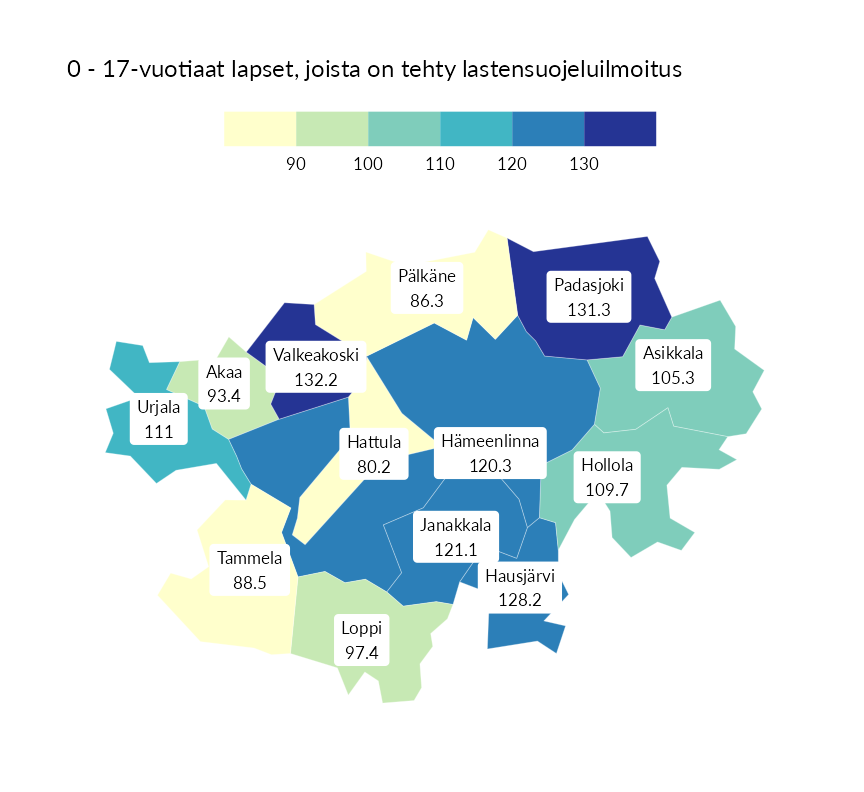 0 - 17-vuotiaat lapset, joista on tehty lastensuojeluilmoitus
90 100 110 120 130
Pälkäne
86.3
Padasjoki
131.3
Valkeakoski
132.2
Asikkala
105.3
Akaa
93.4
Urjala
111
Hattula
80.2
Hämeenlinna
120.3
Hollola
109.7
Janakkala
121.1
Tammela
88.5
Hausjärvi
128.2
Loppi
97.4